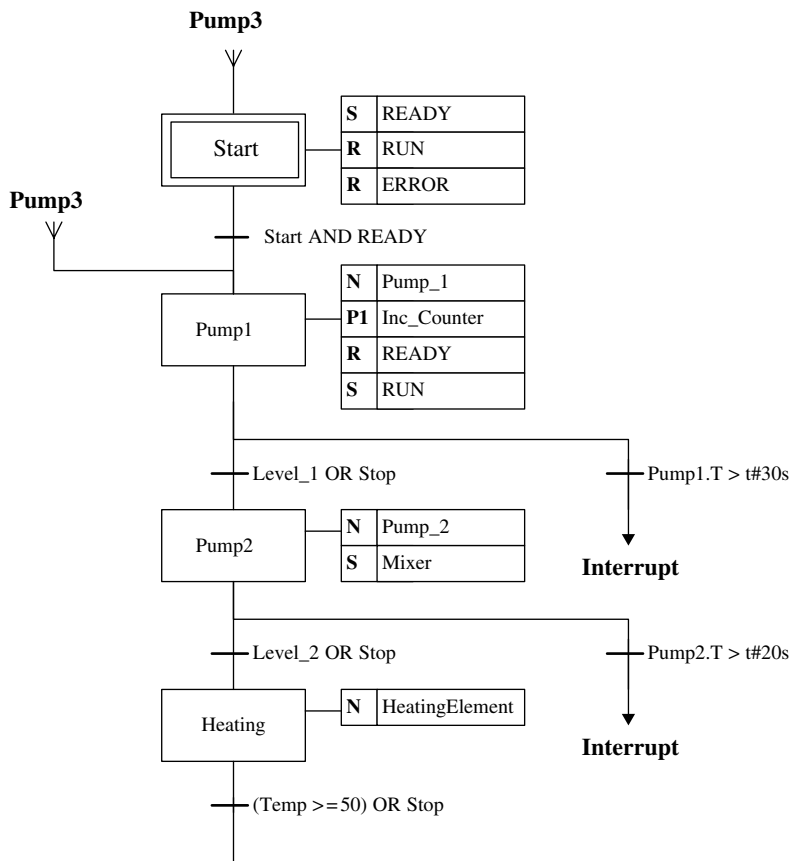 Pump3
S READY
Start
R RUN
R ERROR
Pump3
Start AND READY
N Pump_1
P1 Inc_Counter
Pump1
R READY
S RUN
Level_1 OR Stop
Pump1.T > t#30s
N Pump_2
Pump2
S Mixer
Interrupt
Level_2 OR Stop
Pump2.T > t#20s
N HeatingElement
Heating
Interrupt
(Temp >=50) OR Stop